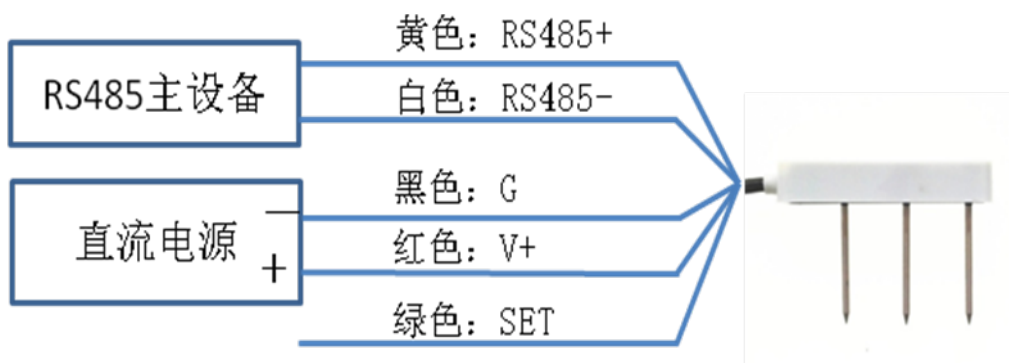 黄色：RS485+
RS485主设备
白色：RS485-
黑色：G
—
直流电源
红色：V+
+
绿色：SET